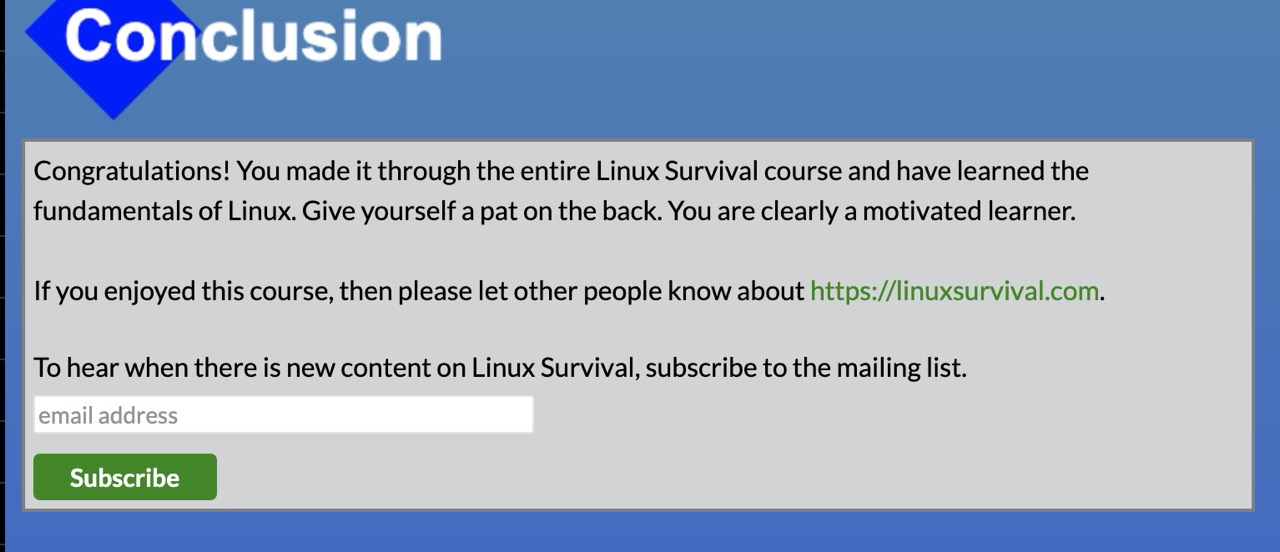 Conclusion
Congratulations! You made it through the entire Linux Survival course and have learned the
fundamentals of Linux. Give yourself a pat on the back. You are clearly a motivated learner.
If you enjoyed this course, then please let other people know about https://linuxsurvival.com.
To hear when there is new content on Linux Survival, subscribe to the mailing list.
email address
Subscribe